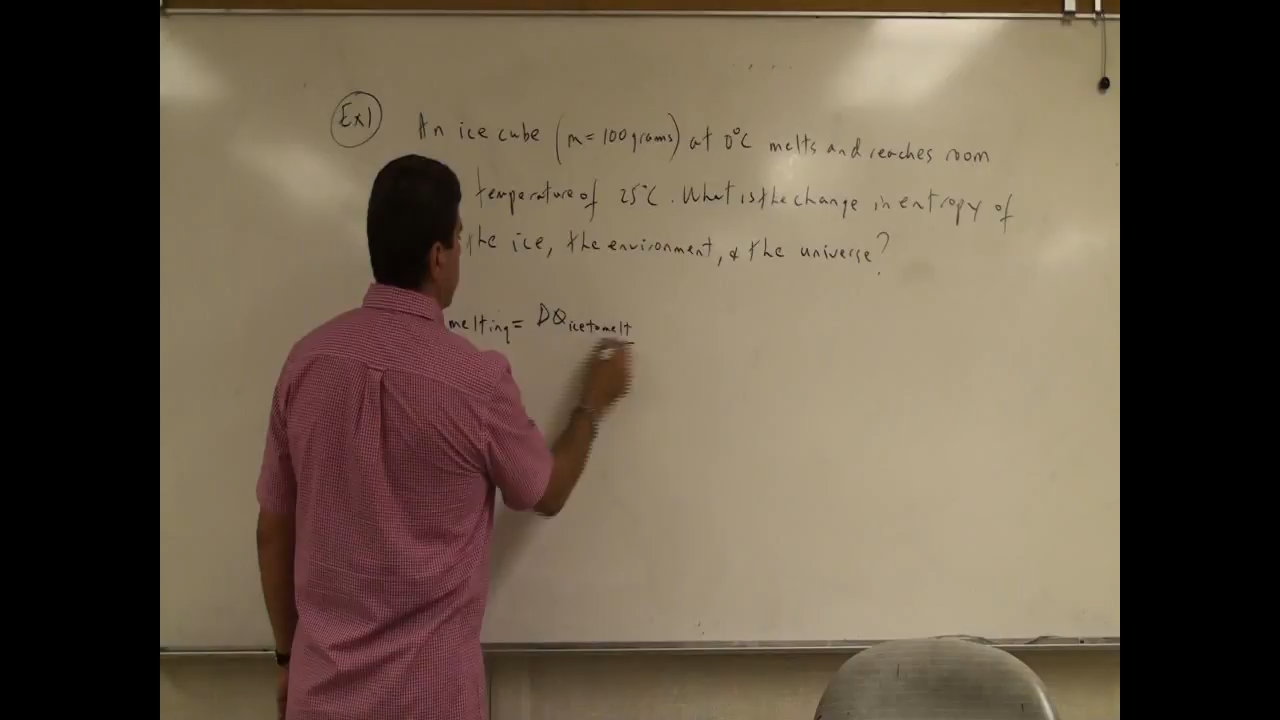 Ex1 An ice cube (m = 100 grams) at 0°C melts and reaches room
temperature of 25°C. What is the change in entropy of
the ice, the environment, & the universe?
melting = DQ ice to melt